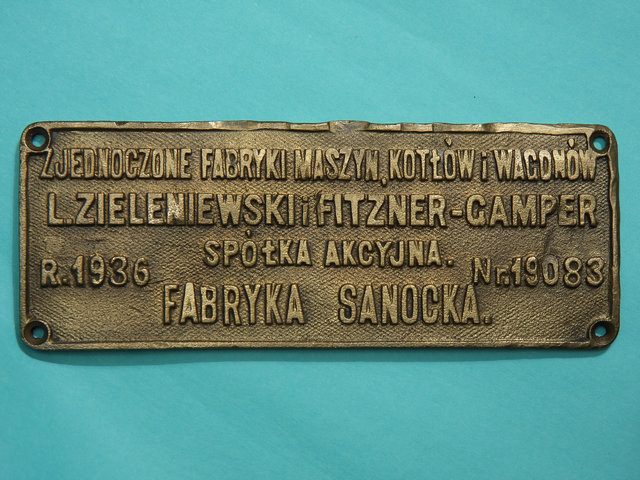 ZJEDNOCZONE FABRYKI MASZYN, KOTŁÓW i WAGONÓW
L. ZIELENIEWSKI i FITZNER-GAMPER
SPÓŁKA AKCYJNA.
R. 1936 Nr. 19083
FABRYKA SANOCKA.